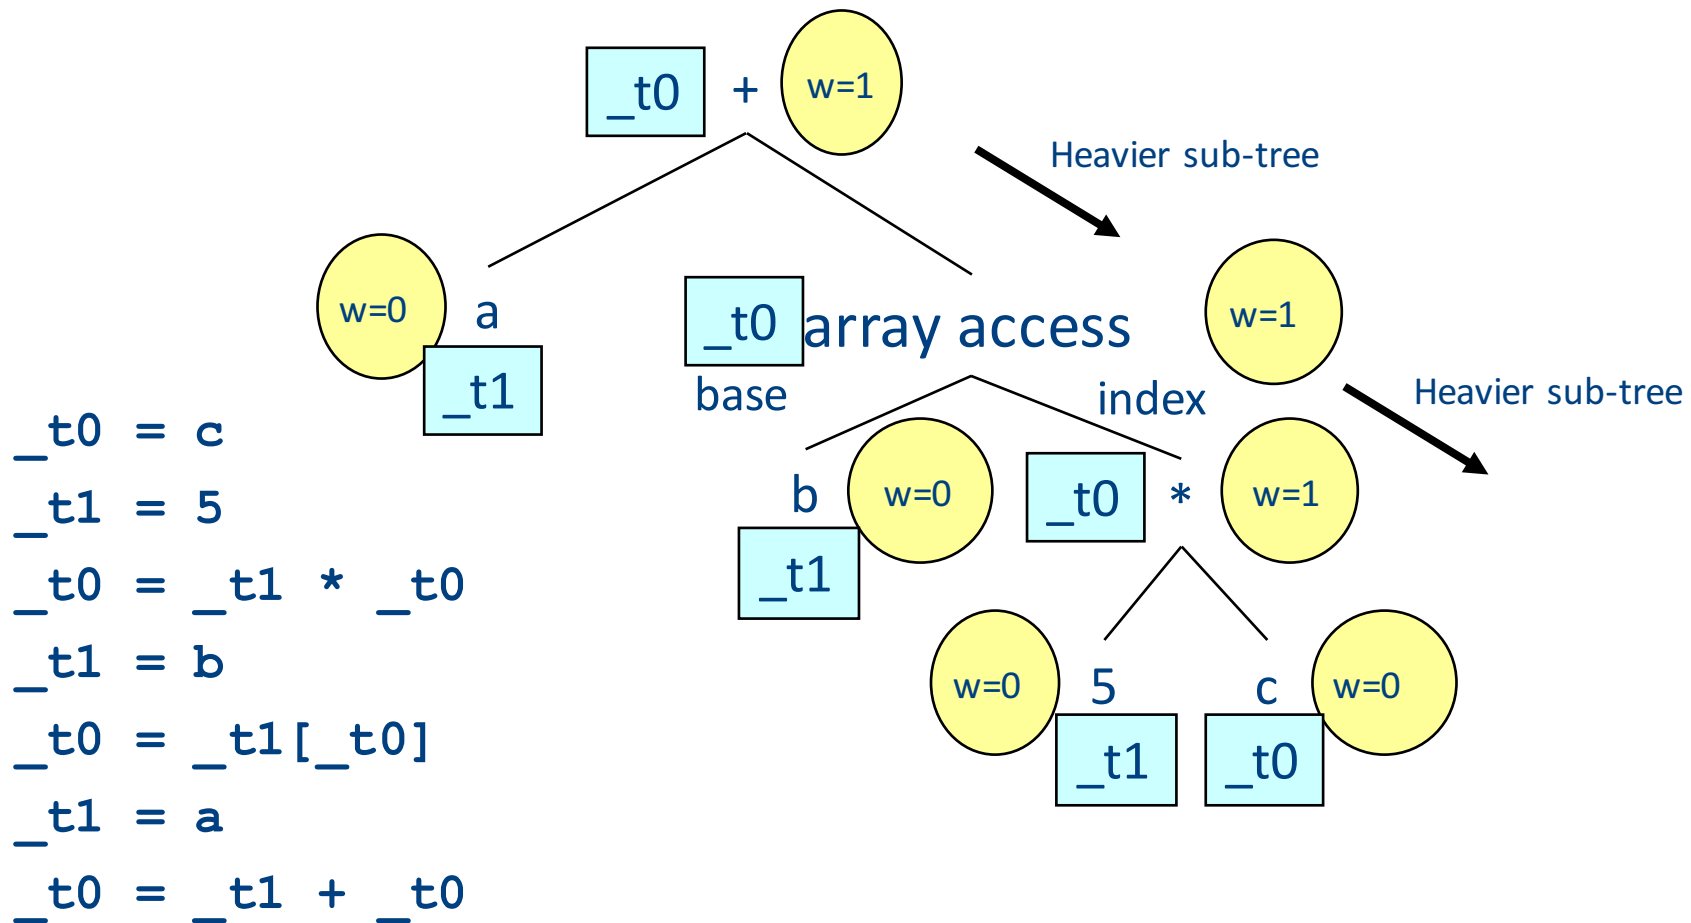 _t0 + w=1
Heavier sub-tree
w=0 a
_t1
_t0 array access w=1
base index
Heavier sub-tree
b w=0
_t1
_t0 * w=1
w=0 5
_t1
c w=0
_t0
_t0 = c
_t1 = 5
_t0 = _t1 * _t0
_t1 = b
_t0 = _t1[_t0]
_t1 = a
_t0 = _t1 + _t0